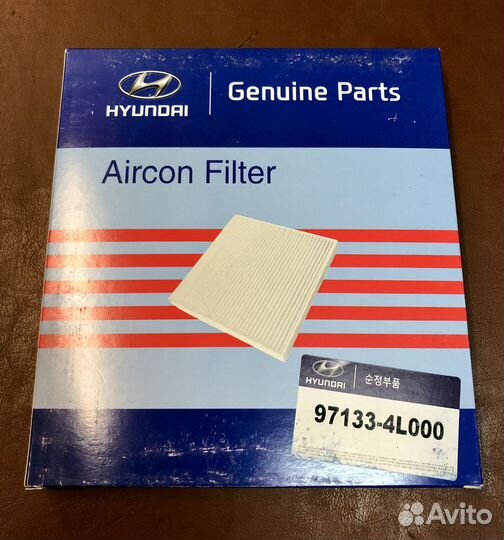 HYUNDAI
Genuine Parts
Aircon Filter
HYUNDAI
순정부품
97133-4L000
Avito